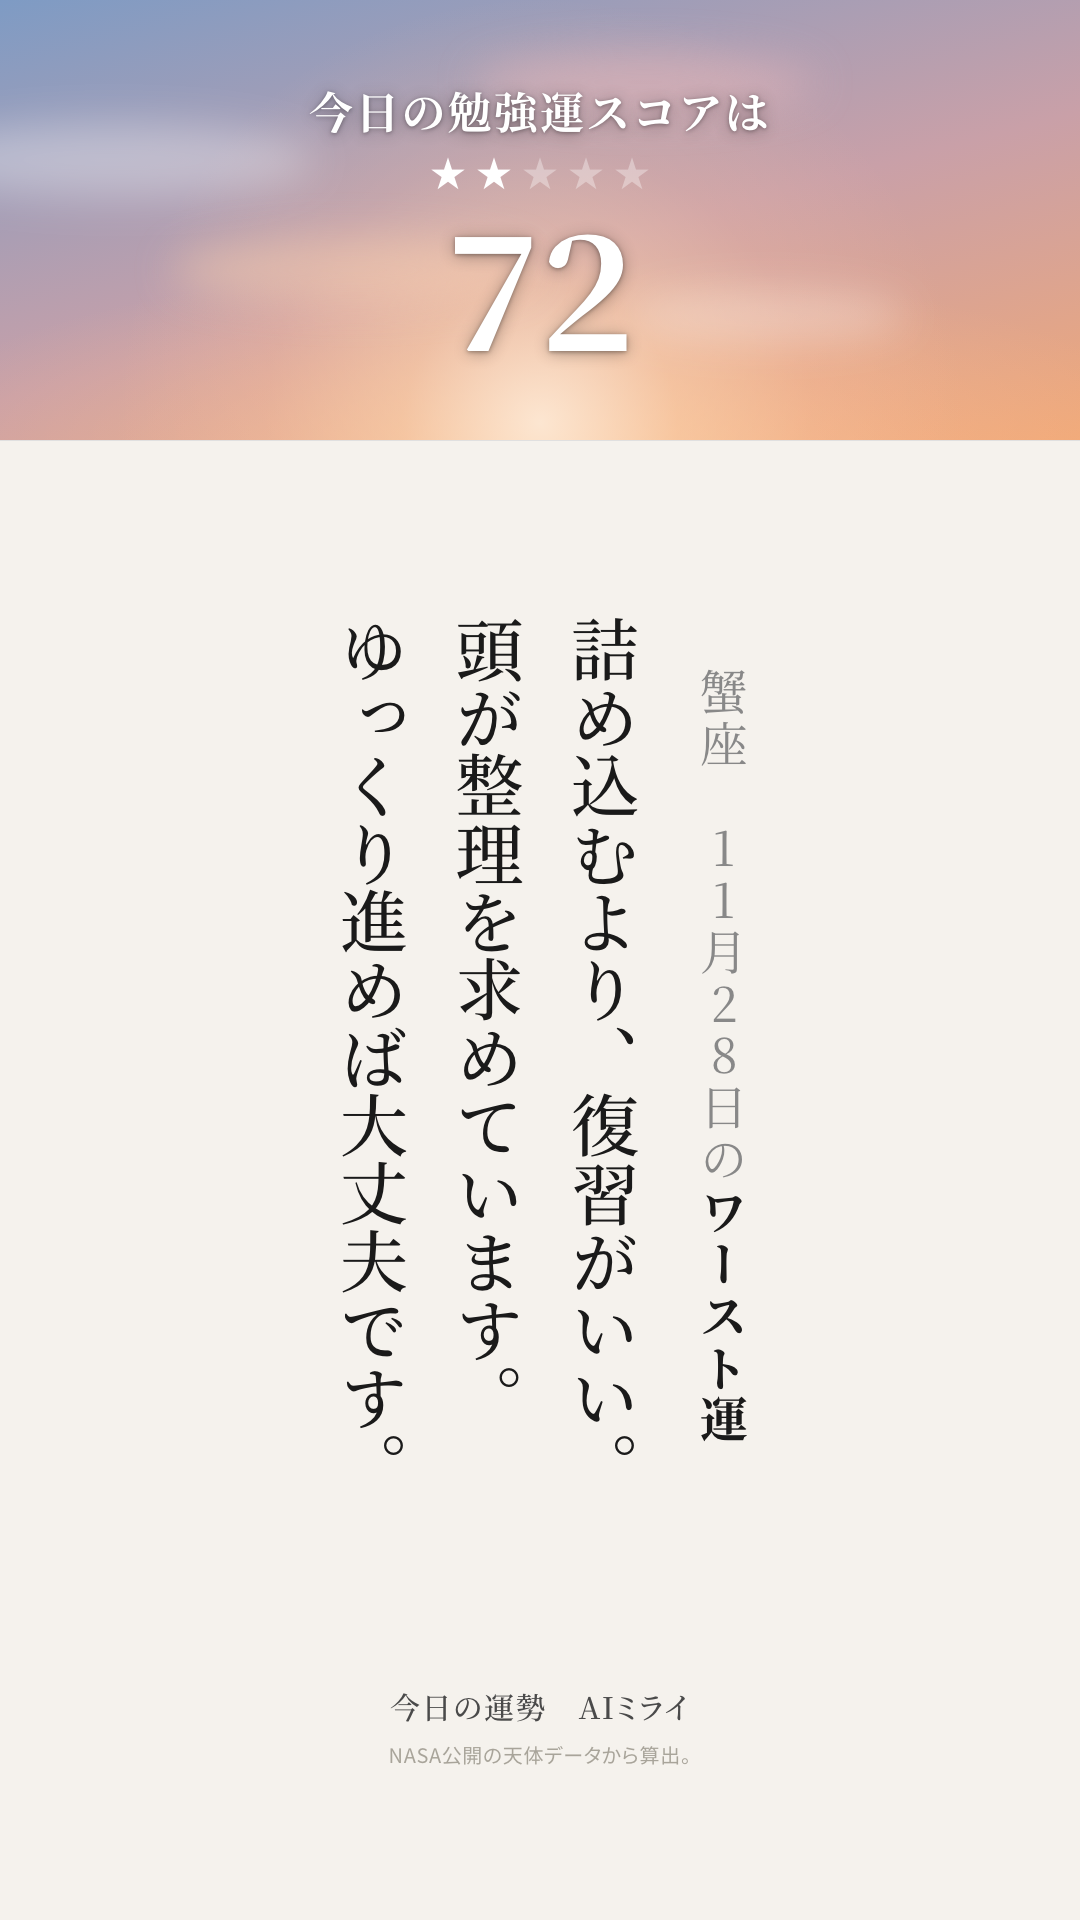 今日の勉強運スコアは
★★★★★
72
蟹座　11月28日のワースト運
詰め込むより、復習がいい。
頭が整理を求めています。
ゆっくり進めば大丈夫です。
今日の運勢　AIミライ
NASA公開の天体データから算出。